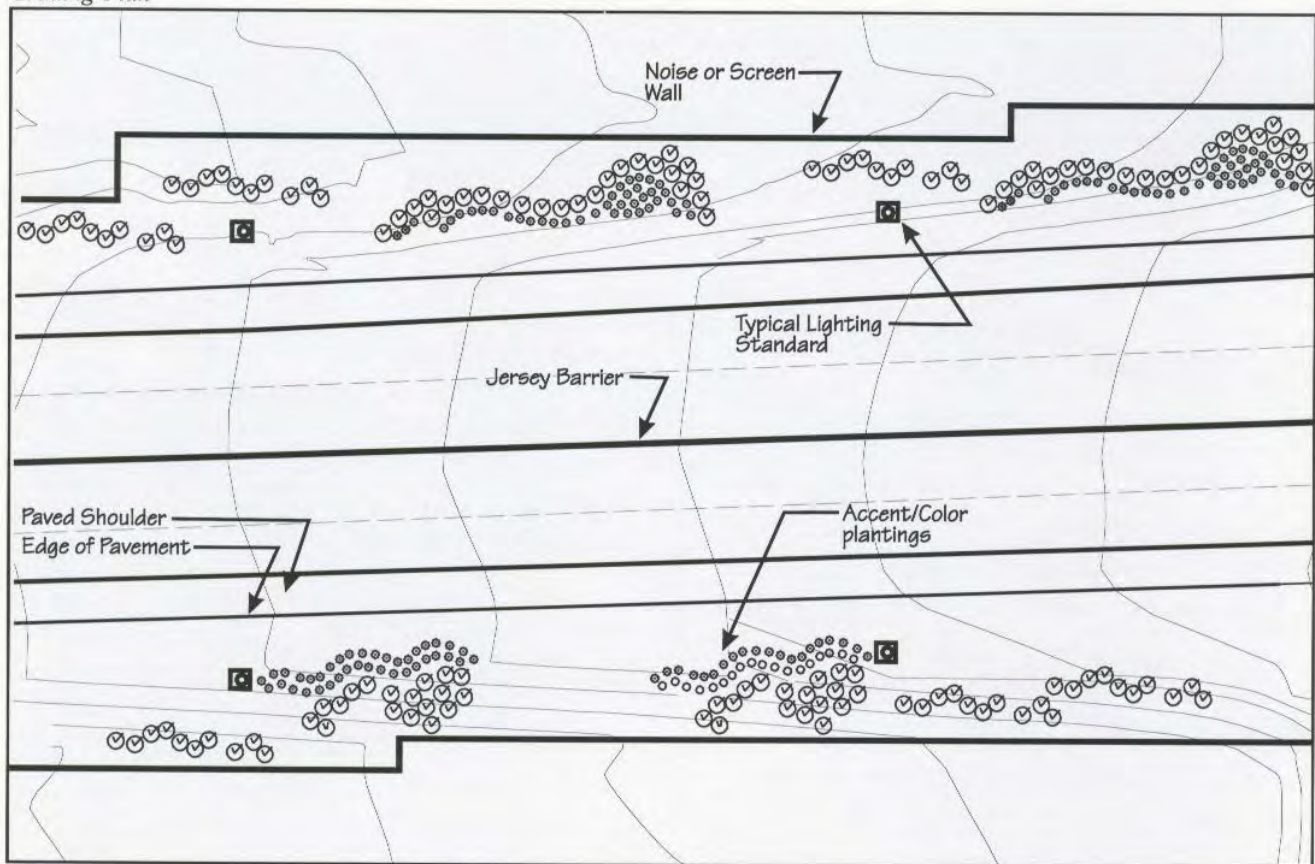 Noise or Screen
Wall
Typical Lighting
Standard
Jersey Barrier
Paved Shoulder
Edge of Pavement
Accent/Color
plantings